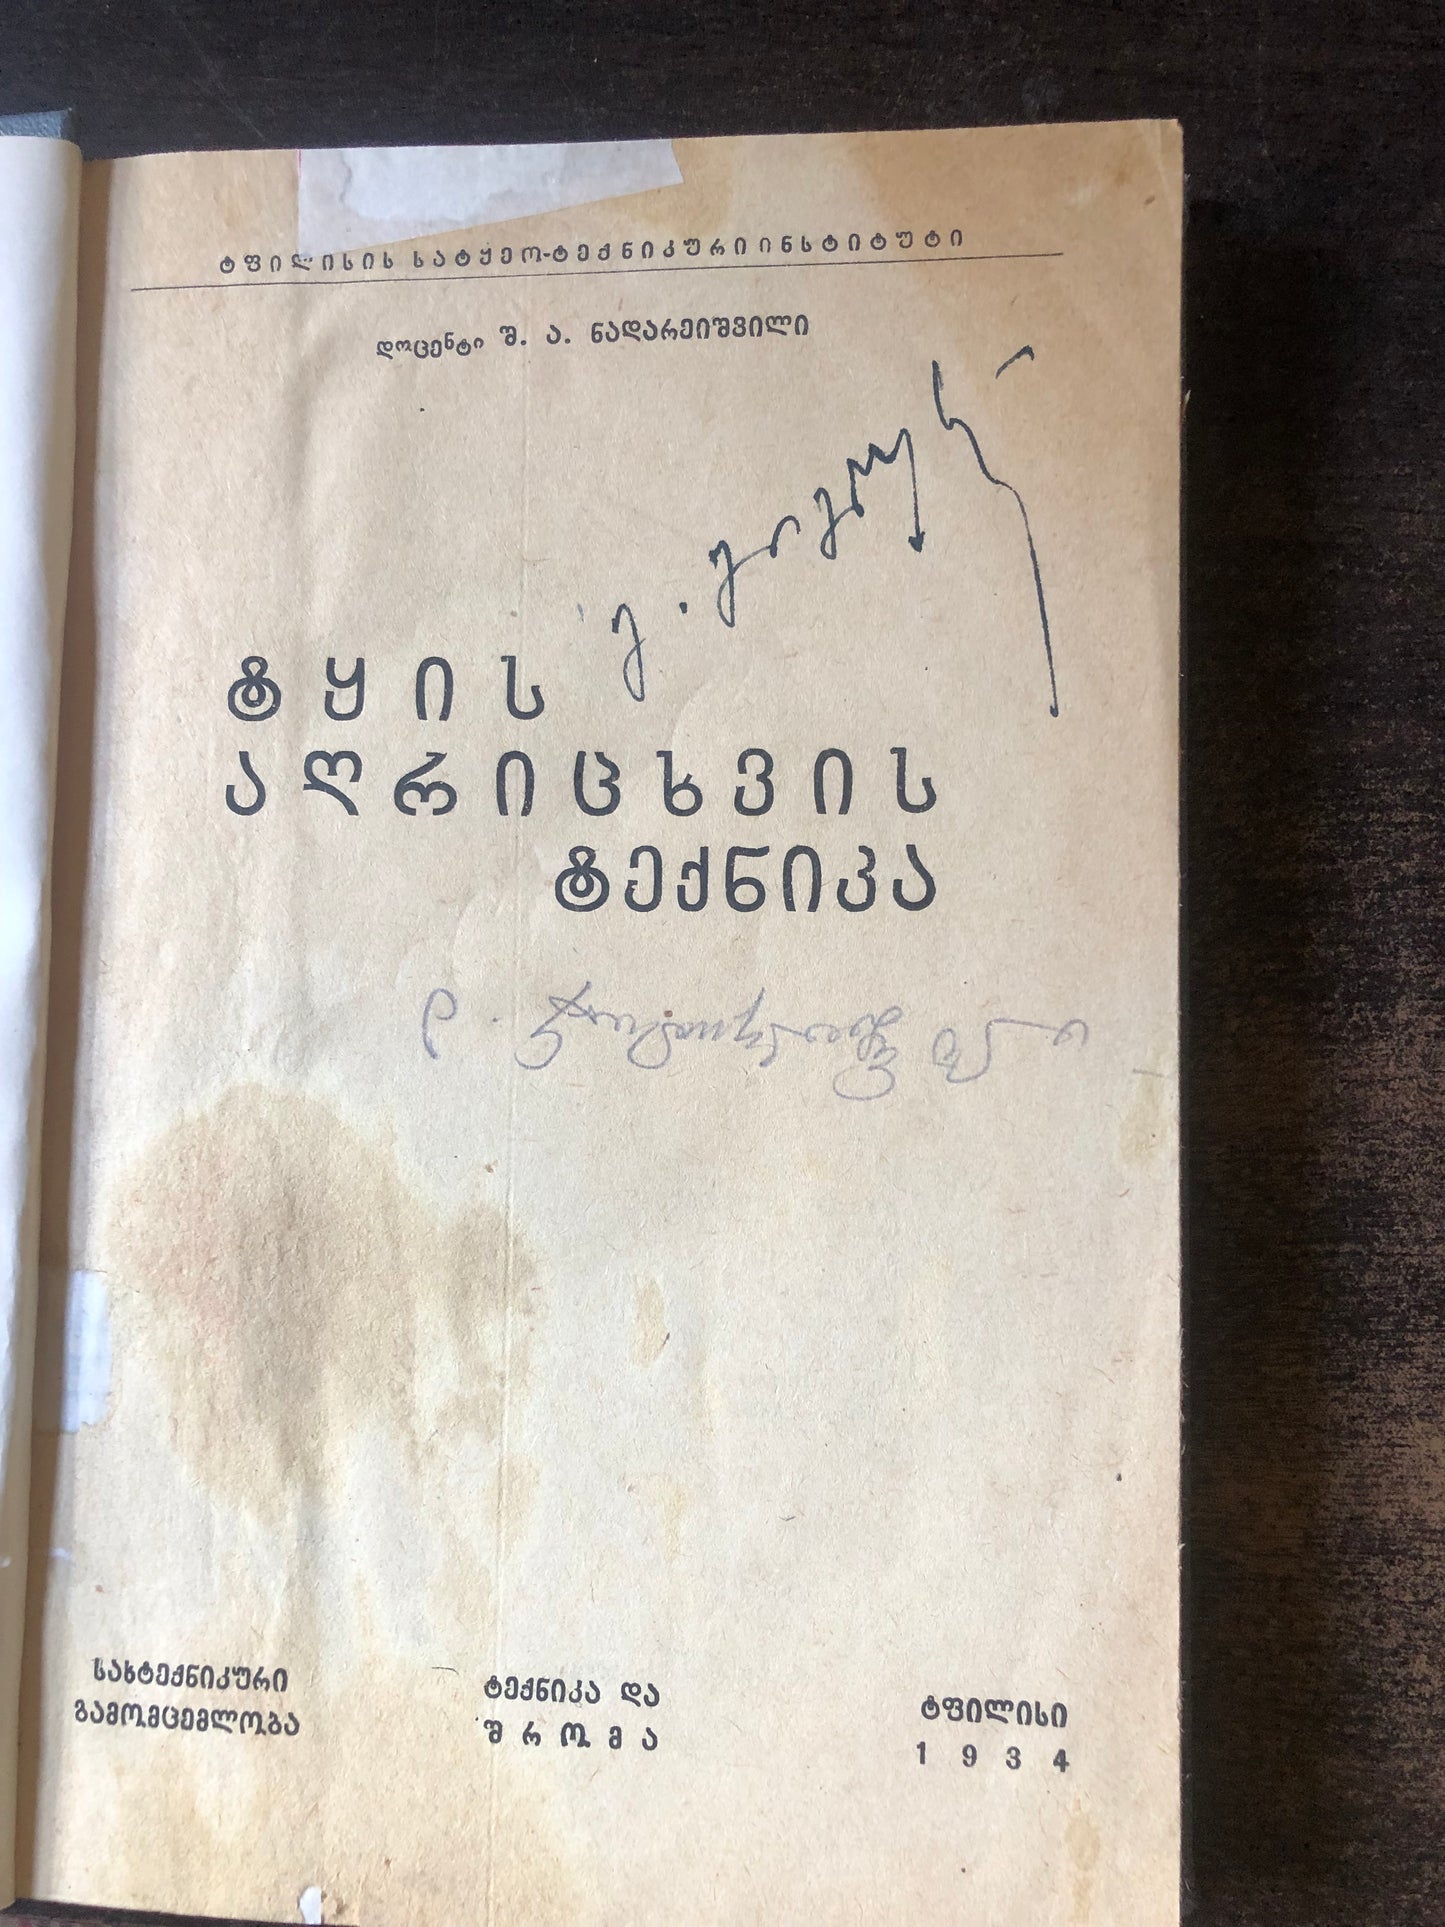 ტფილისის სატყეო-ტექნიკური ინსტიტუტი
დოცენტი შ. ა. ნადარეიშვილი
ტყის
აღრიცხვის
ტექნიკა
სახტექნიკური
გამომცემლობა
ტექნიკა და
შრომა
ტფილისი
1934